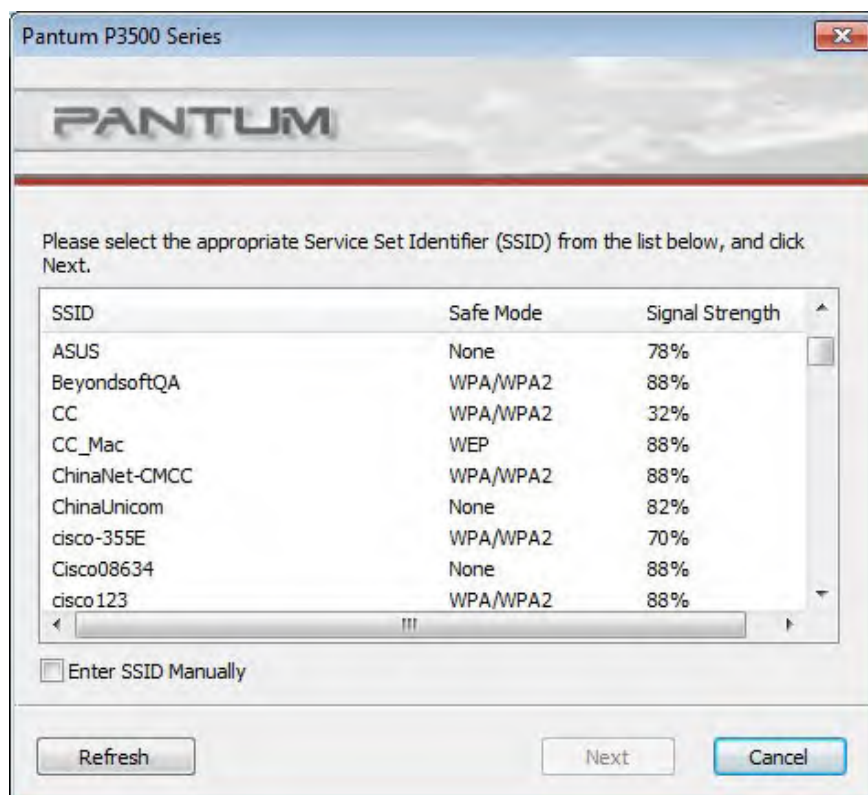 Pantum P3500 Series
PANTUM
Please select the appropriate Service Set Identifier (SSID) from the list below, and click
Next.
SSID Safe Mode Signal Strength
ASUS None 78%
BeyondsoftQA WPA/WPA2 88%
CC WPA/WPA2 32%
CC_Mac WEP 88%
ChinaNet-CMCC WPA/WPA2 88%
ChinaUnicom None 82%
cisco-355E WPA/WPA2 70%
Cisco08634 None 88%
cisco123 WPA/WPA2 88%
Enter SSID Manually
Refresh Next Cancel